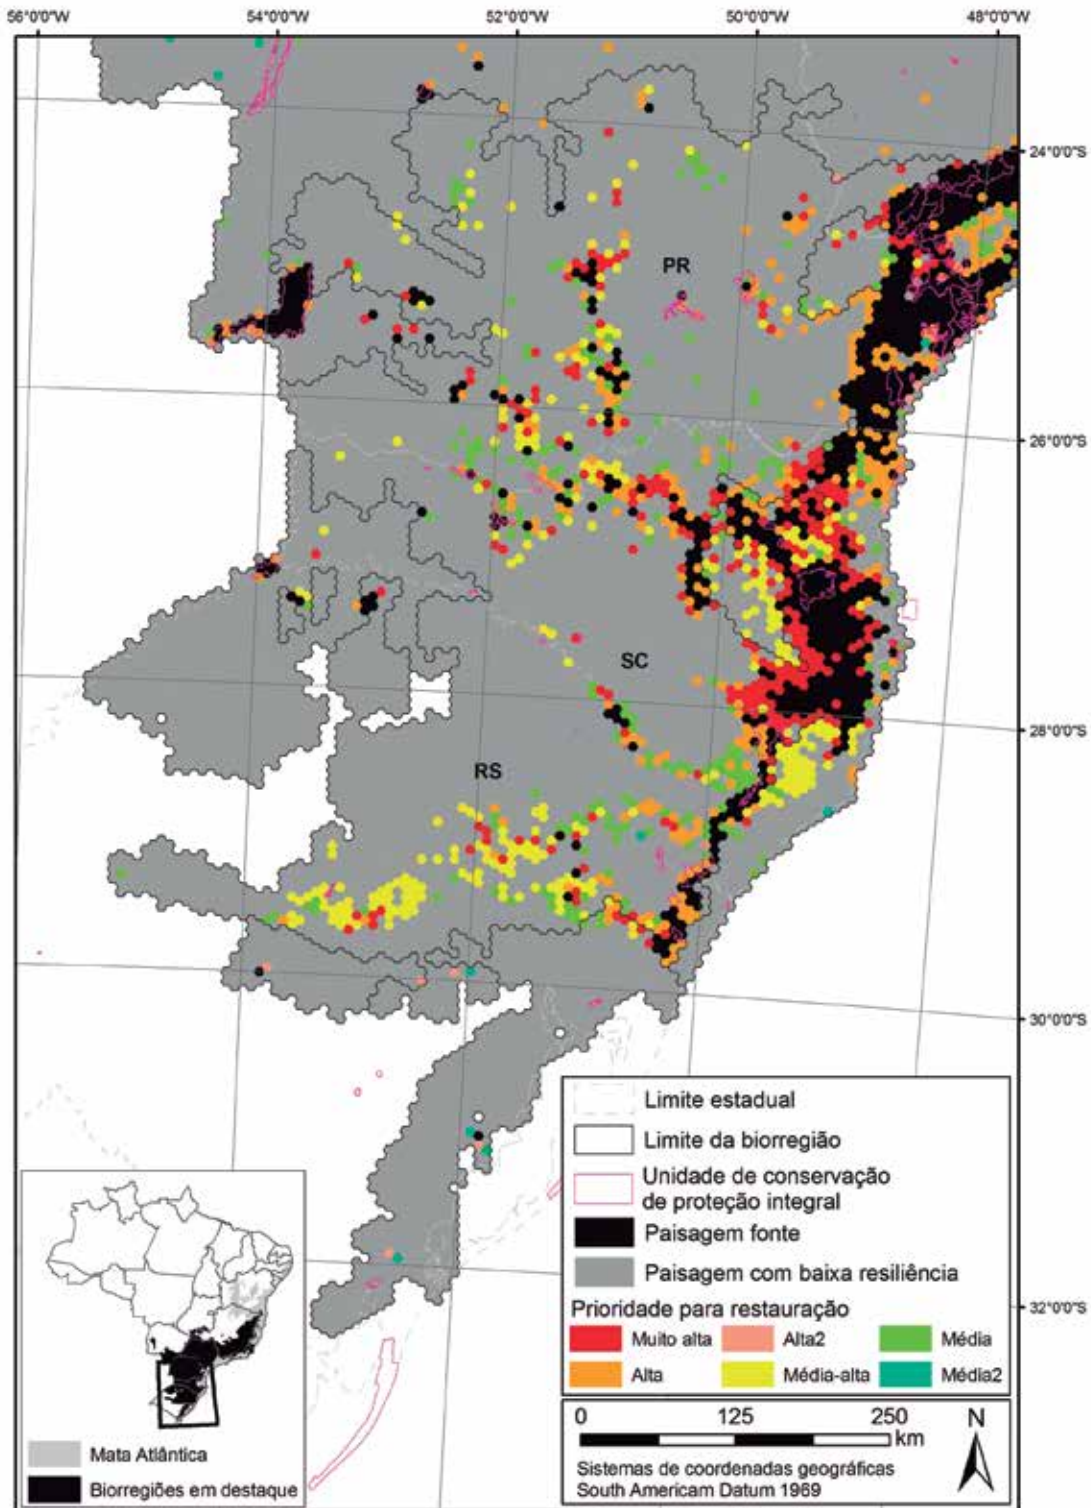 56°0'0"W 54°0'0"W 52°0'0"W 50°0'0"W 48°0'0"W
24°0'0"S
PR
26°0'0"S
SC
28°0'0"S
RS
30°0'0"S
Limite estadual
Limite da biorregião
Unidade de conservação
de proteção integral
Paisagem fonte
Paisagem com baixa resiliência
32°0'0"S
Prioridade para restauração
Muito alta Alta2 Média
Alta Média-alta Média2
0 125 250
km
N
Sistemas de coordenadas geográficas
South Americam Datum 1969
Mata Atlântica
Biorregiões em destaque